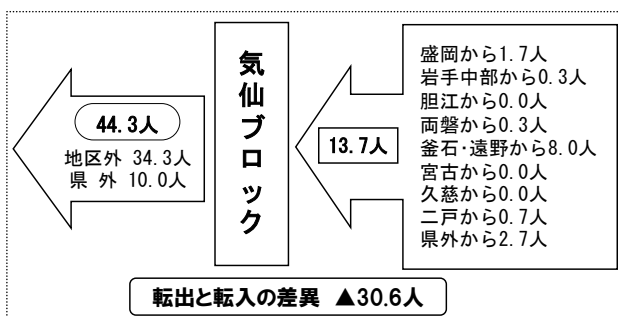 44.3人
地区外 34.3人
県 外 10.0人
気仙ブロック
13.7人
盛岡から1.7人
岩手中部から0.3人
胆江から0.0人
両磐から0.3人
釜石・遠野から8.0人
宮古から0.0人
久慈から0.0人
二戸から0.7人
県外から2.7人
転出と転入の差異 ▲30.6人